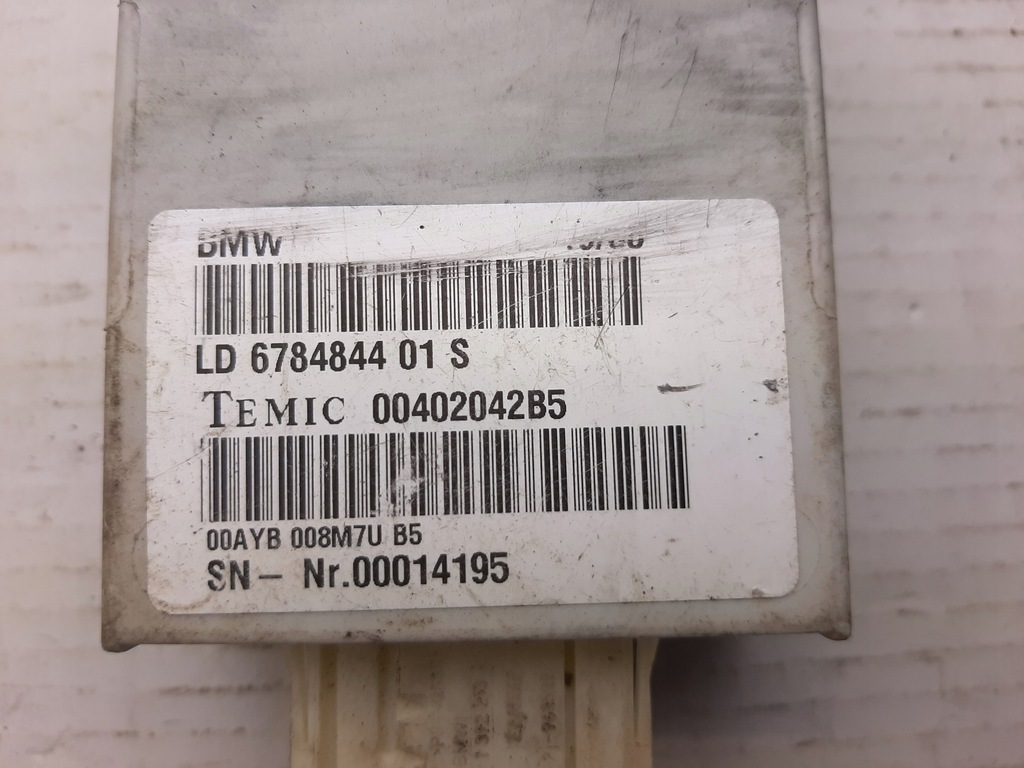 BMW
LD 6784844 01 S
TEMIC 00402042B5
00AYB 008M7U B5
SN – Nr.00014195